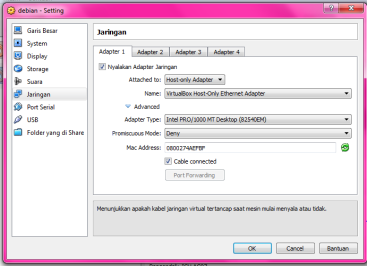 debian - Setting
Garis Besar
System
Display
Storage
Suara
Jaringan
Port Serial
USB
Folder yang di Share
Jaringan
Adapter 1 Adapter 2 Adapter 3 Adapter 4
Nyalakan Adapter Jaringan
Attached to: Host-only Adapter
Name: VirtualBox Host-Only Ethernet Adapter
Advanced
Adapter Type: Intel PRO/1000 MT Desktop (82540EM)
Promiscuous Mode: Deny
Mac Address: 0800274AEFBF
Cable connected
Port Forwarding
Menunjukkan apakah kabel jaringan virtual tertancap saat mesin mulai menyala atau tidak.
OK Cancel Bantuan